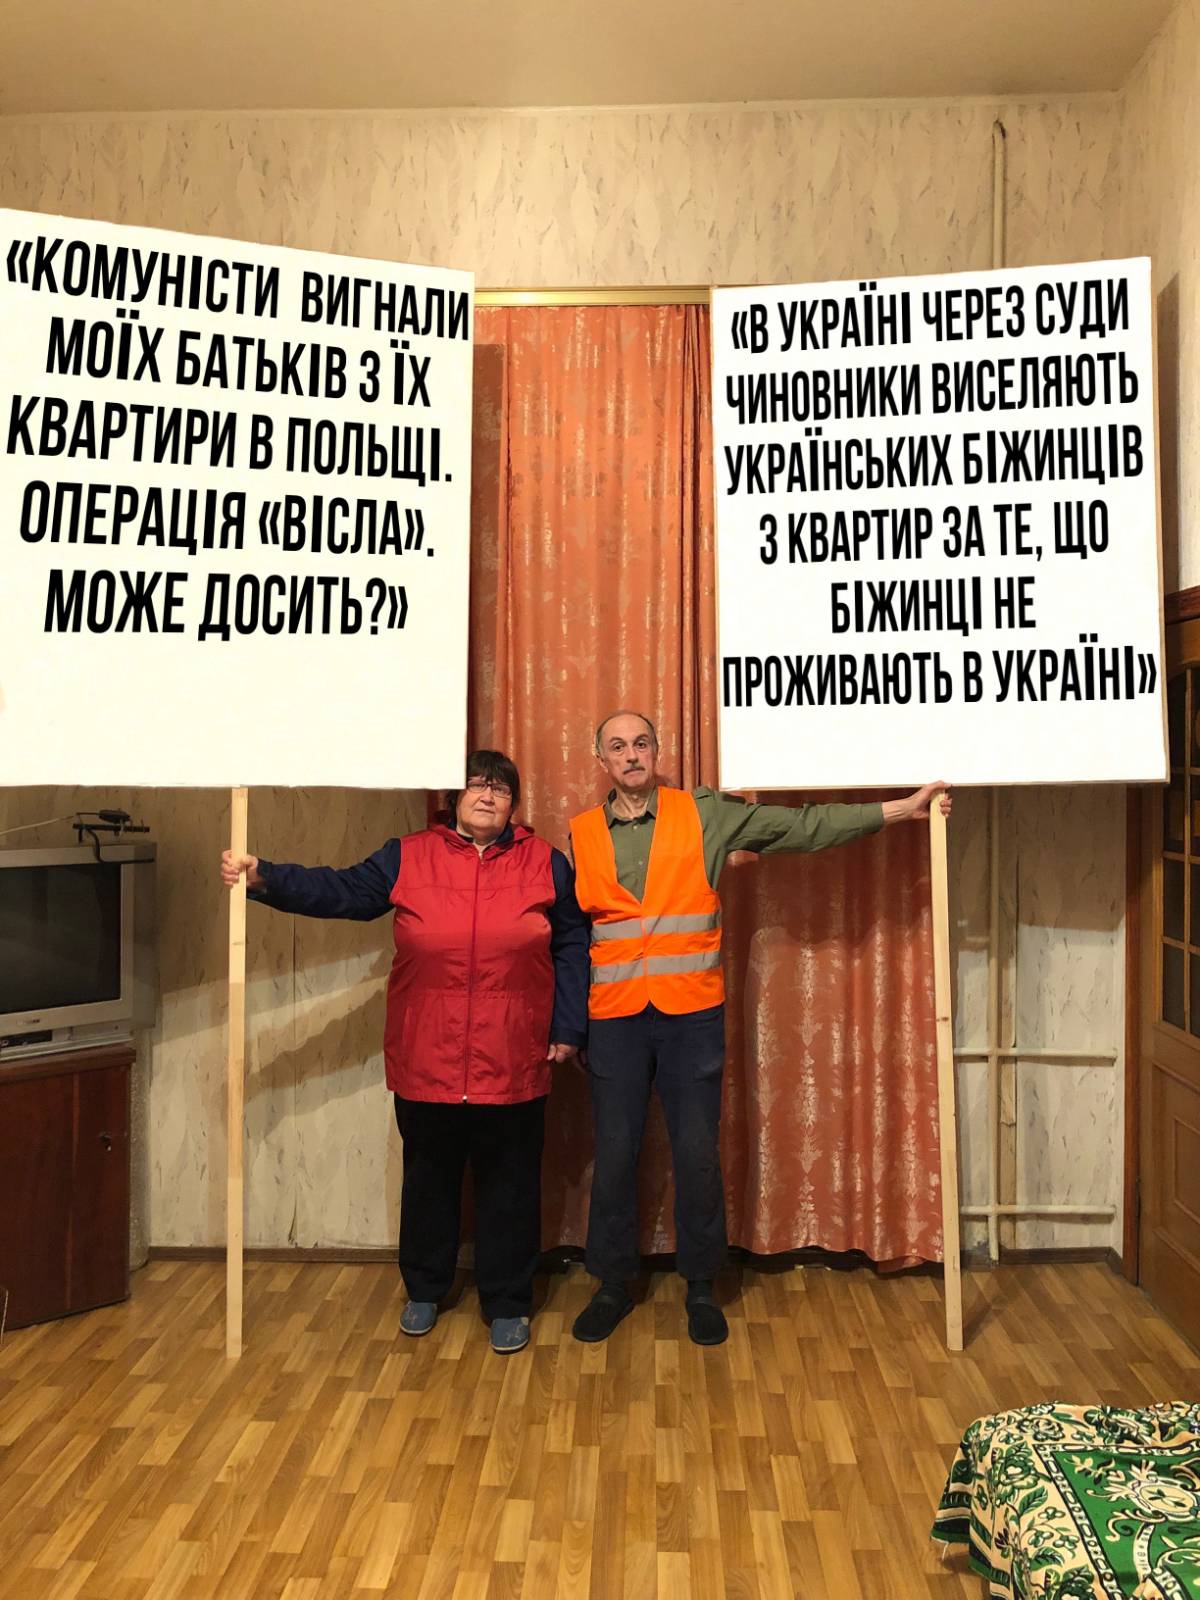 «КОМУНІСТИ ВИГНАЛИ
МОЇХ БАТЬКІВ З ЇХ
КВАРТИРИ В ПОЛЬЩІ.
ОПЕРАЦІЯ «ВІСЛА».
МОЖЕ ДОСИТЬ?»
«В УКРАЇНІ ЧЕРЕЗ СУДИ
ЧИНОВНИКИ ВИСЕЛЯЮТЬ
УКРАЇНСЬКИХ БІЖИНЦІВ
З КВАРТИР ЗА ТЕ, ЩО
БІЖИНЦІ НЕ
ПРОЖИВАЮТЬ В УКРАЇНІ»